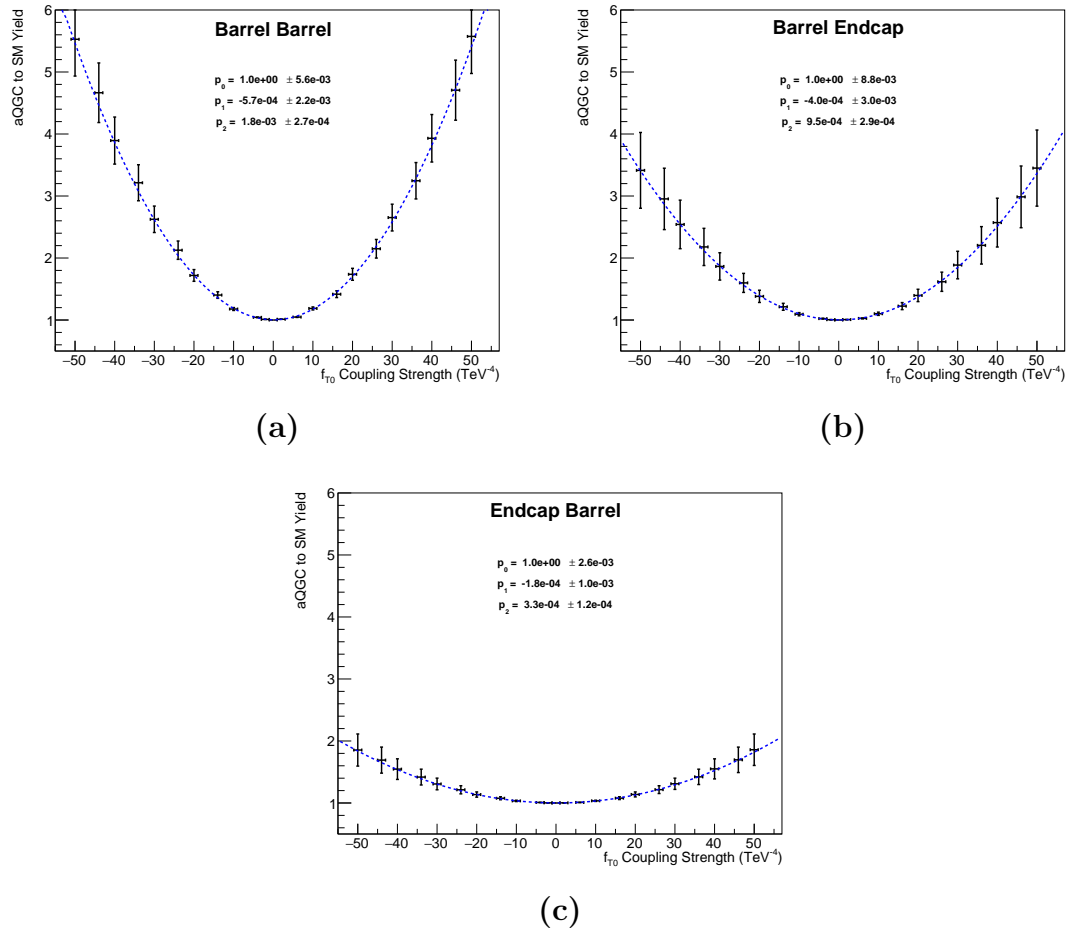 Barrel Barrel
p0 = 1.0e+00 ± 5.6e-03
p1 = -5.7e-04 ± 2.2e-03
p2 = 1.8e-03 ± 2.7e-04
aQGC to SM Yield
6
5
4
3
2
1
−50 −40 −30 −20 −10 0 10 20 30 40 50
fT0 Coupling Strength (TeV-4)
(a)
Barrel Endcap
p0 = 1.0e+00 ± 8.8e-03
p1 = -4.0e-04 ± 3.0e-03
p2 = 9.5e-04 ± 2.9e-04
aQGC to SM Yield
6
5
4
3
2
1
−50 −40 −30 −20 −10 0 10 20 30 40 50
fT0 Coupling Strength (TeV-4)
(b)
Endcap Barrel
p0 = 1.0e+00 ± 2.6e-03
p1 = -1.8e-04 ± 1.0e-03
p2 = 3.3e-04 ± 1.2e-04
aQGC to SM Yield
6
5
4
3
2
1
−50 −40 −30 −20 −10 0 10 20 30 40 50
fT0 Coupling Strength (TeV-4)
(c)